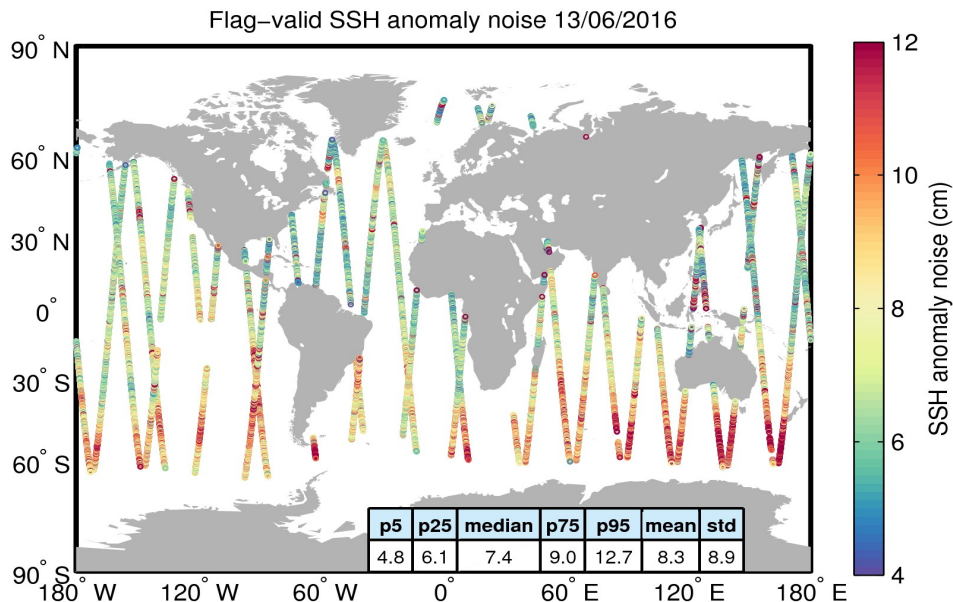 Flag−valid SSH anomaly noise 13/06/2016
90° N
60° N
30° N
0°
30° S
60° S
90° S
180° W
120° W
60° W
0°
60° E
120° E
180° E
p5 p25 median p75 p95 mean std
4.8 6.1 7.4 9.0 12.7 8.3 8.9
12
10
8
6
4
SSH anomaly noise (cm)